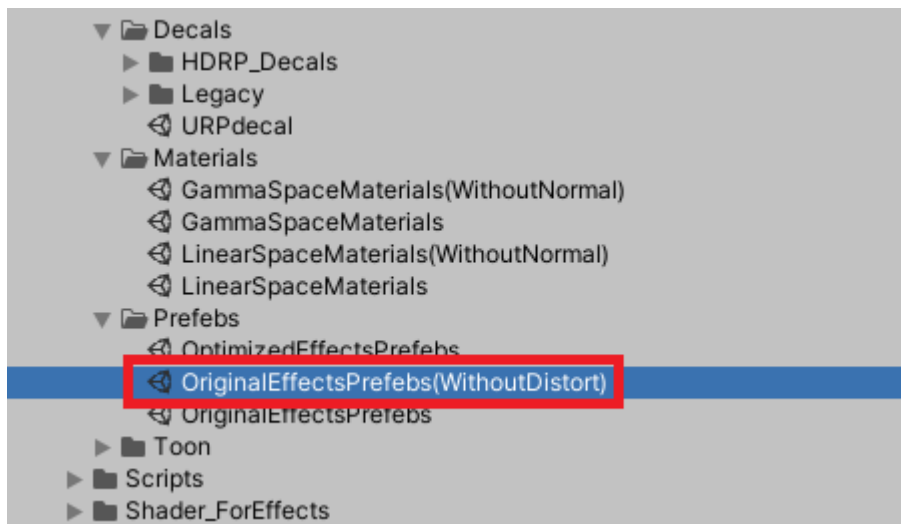 Decals
HDRP_Decals
Legacy
URPdecal
Materials
GammaSpaceMaterials(WithoutNormal)
GammaSpaceMaterials
LinearSpaceMaterials(WithoutNormal)
LinearSpaceMaterials
Prefebs
OptimizedEffectsPrefebs
OriginalEffectsPrefebs(WithoutDistort)
OriginalEffectsPrefebs
Toon
Scripts
Shader_ForEffects